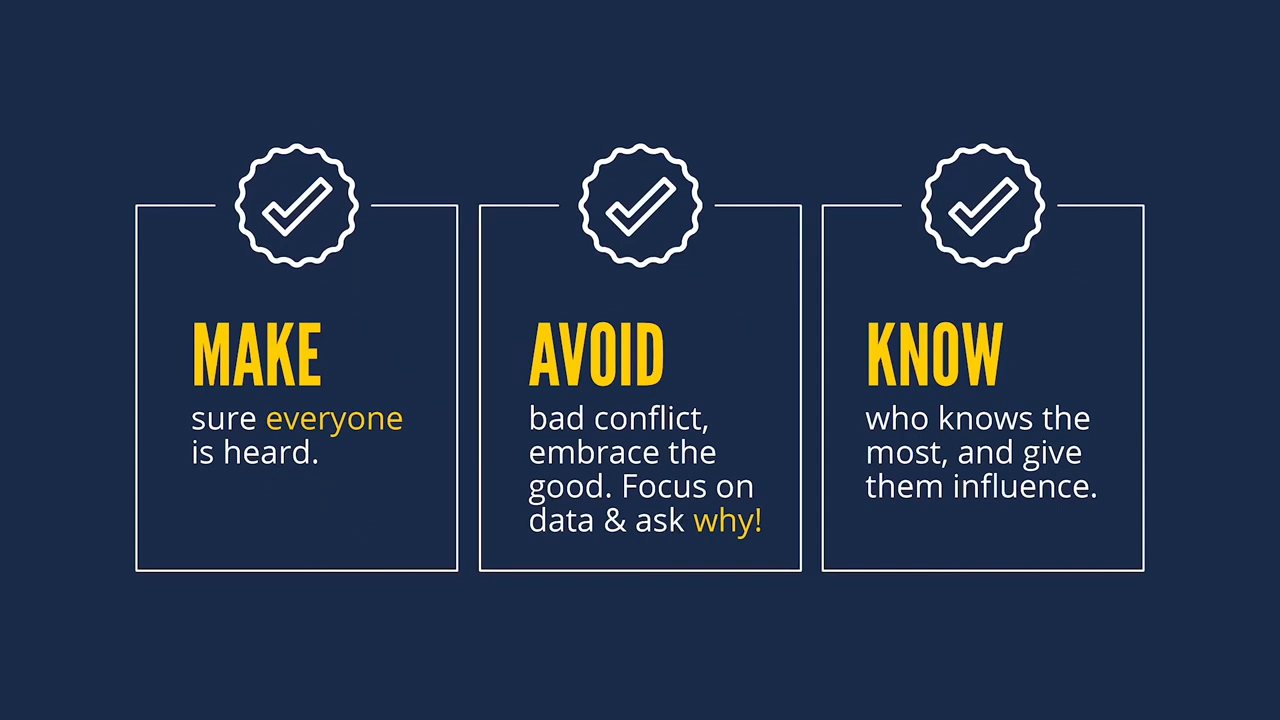 MAKE
sure everyone
is heard.
AVOID
bad conflict,
embrace the
good. Focus on
data & ask why!
KNOW
who knows the
most, and give
them influence.